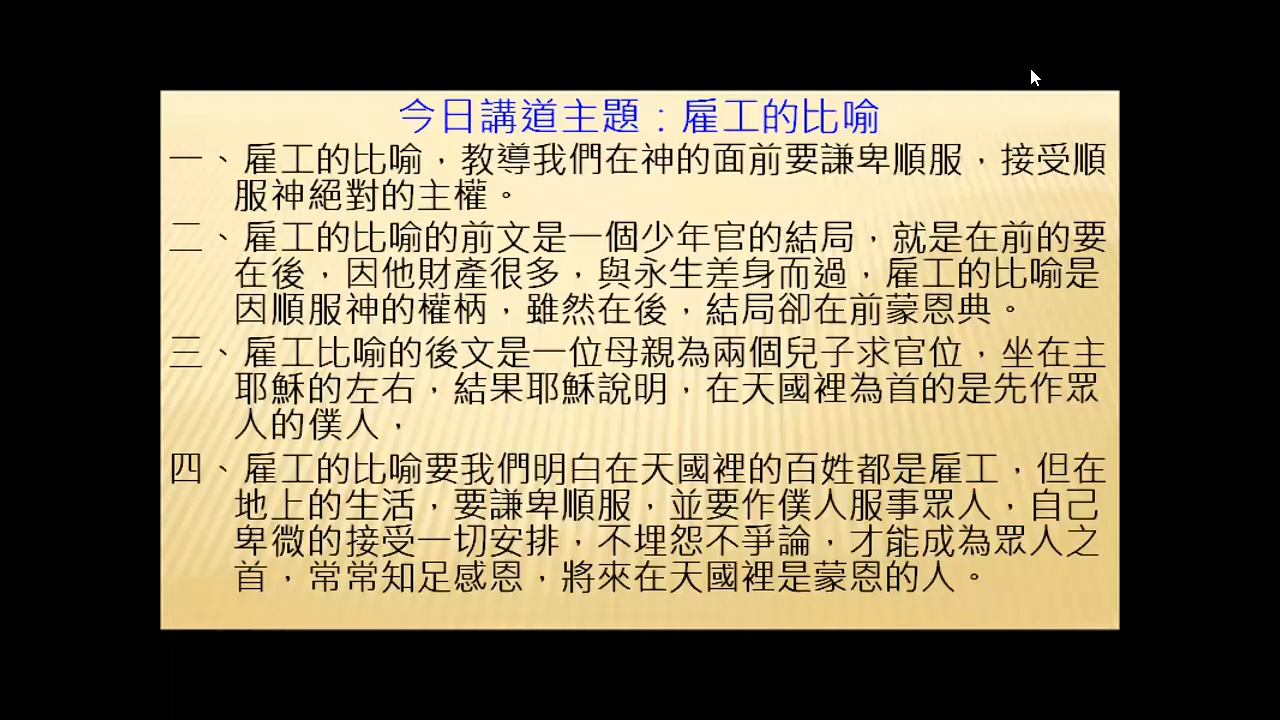 今日講道主題：雇工的比喻
一、雇工的比喻，教導我們在神的面前要謙卑順服，接受順
服神絕對的主權。
二、雇工的比喻的前文是一個少年官的結局，就是在前的要
在後，因他財產很多，與永生差身而過，雇工的比喻是
因順服神的權柄，雖然在後，結局卻在前蒙恩典。
三、雇工比喻的後文是一位母親為兩個兒子求官位，坐在主
耶穌的左右，結果耶穌說明，在天國裡為首的是先作眾
人的僕人，
四、雇工的比喻要我們明白在天國裡的百姓都是雇工，但在
地上的生活，要謙卑順服，並要作僕人服事眾人，自己
卑微的接受一切安排，不埋怨不爭論，才能成為眾人之
首，常常知足感恩，將來在天國裡是蒙恩的人。